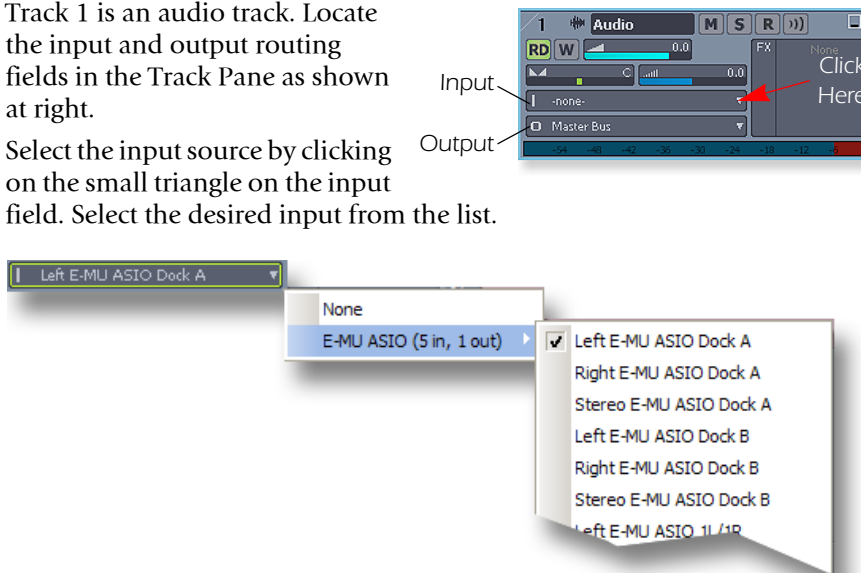 Track 1 is an audio track. Locate
the input and output routing
fields in the Track Pane as shown
at right.
Select the input source by clicking
on the small triangle on the input
field. Select the desired input from the list.
Input
Output
1 Audio M S R
RD W 0.0 FX None
C 0.0
Click
Here
-none-
Master Bus
-54 -48 -42 -36 -30 -24 -18 -12 -6
Left E-MU ASIO Dock A
None
E-MU ASIO (5 in, 1 out)
Left E-MU ASIO Dock A
Right E-MU ASIO Dock A
Stereo E-MU ASIO Dock A
Left E-MU ASIO Dock B
Right E-MU ASIO Dock B
Stereo E-MU ASIO Dock B
Left E-MU ASIO 1L/1R